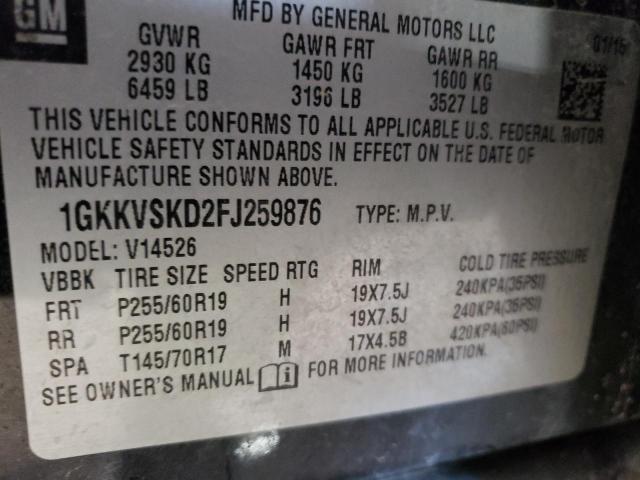 GM
MFD BY GENERAL MOTORS LLC
01/15
GVWR GAWR FRT GAWR RR
2930 KG 1450 KG 1600 KG
6459 LB 3196 LB 3527 LB
THIS VEHICLE CONFORMS TO ALL APPLICABLE U.S. FEDERAL MOTOR
VEHICLE SAFETY STANDARDS IN EFFECT ON THE DATE OF
MANUFACTURE SHOWN ABOVE.
1GKKVSKD2FJ259876 TYPE: M.P.V.
MODEL: V14526
VBBK TIRE SIZE SPEED RTG RIM COLD TIRE PRESSURE
FRT P255/60R19 H 19X7.5J 240KPA(35PSI)
RR P255/60R19 H 19X7.5J 240KPA(35PSI)
SPA T145/70R17 M 17X4.5B 420KPA(60PSI)
SEE OWNER'S MANUAL FOR MORE INFORMATION.